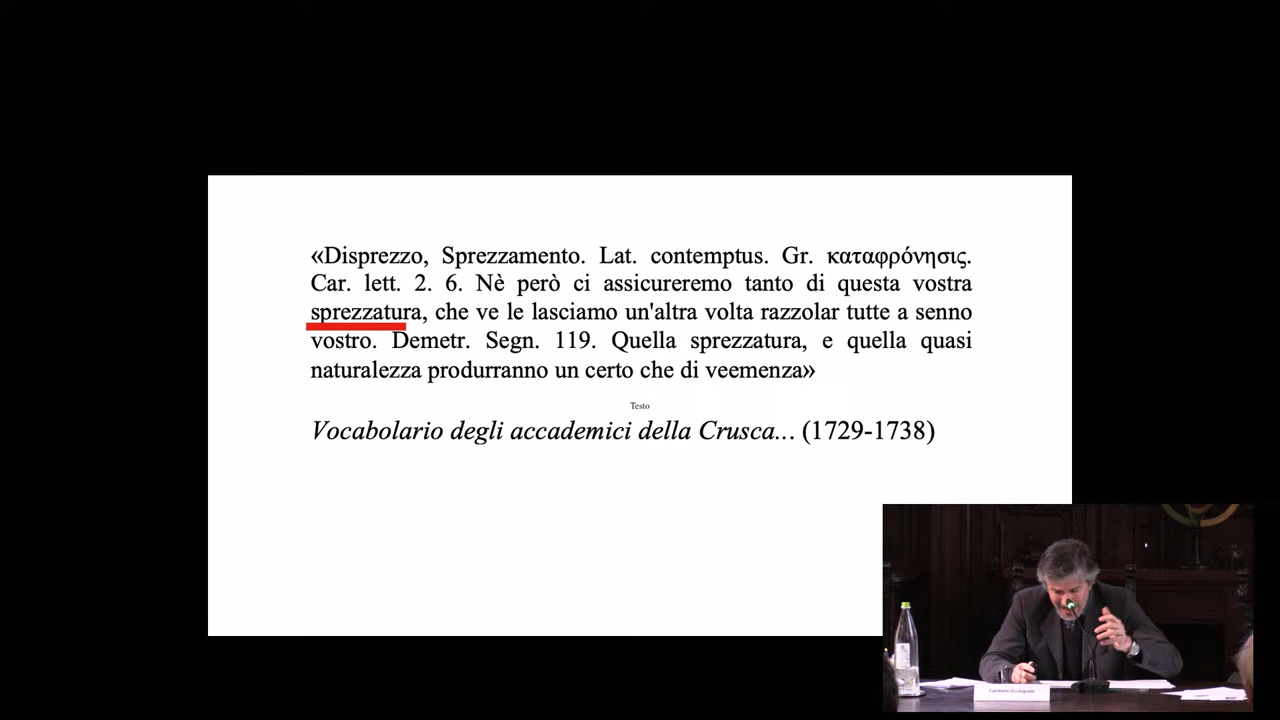 «Disprezzo, Sprezzamento. Lat. contemptus. Gr. καταφρόνησις.
Car. lett. 2. 6. Nè però ci assicureremo tanto di questa vostra
sprezzatura, che ve le lasciamo un'altra volta razzolar tutte a senno
vostro. Demetr. Segn. 119. Quella sprezzatura, e quella quasi
naturalezza produrranno un certo che di veemenza»
Testo
Vocabolario degli accademici della Crusca... (1729-1738)